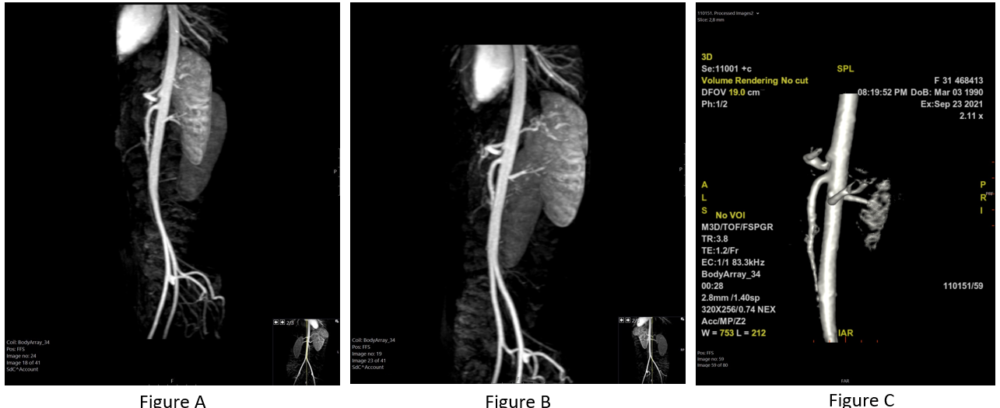 Coil: BodyArray_34
Pos: FFS
Image no: 24
Image 18 of 41
SdC^Account
P
F
2/3
Figure A
Coil: BodyArray_34
Pos: FFS
Image no: 19
Image 23 of 41
SdC^Account
P
Figure B
110151. Processed Images2
Slice: 2,8 mm
3D
Se:11001 +c
Volume Rendering No cut
DFOV 19.0 cm
Ph:1/2
SPL
F 31 468413
08:19:52 PM DoB: Mar 03 1990
Ex:Sep 23 2021
2.11 x
A
L
S
P
R
I
No VOI
M3D/TOF/FSPGR
TR:3.8
TE:1.2/Fr
EC:1/1 83.3kHz
BodyArray_34
00:28
2.8mm /1.40sp
320X256/0.74 NEX
Acc/MP/Z2
W = 753 L = 212
110151/59
IAR
Pos: FFS
Image no: 59
Image 59 of 80
FAR
Figure C